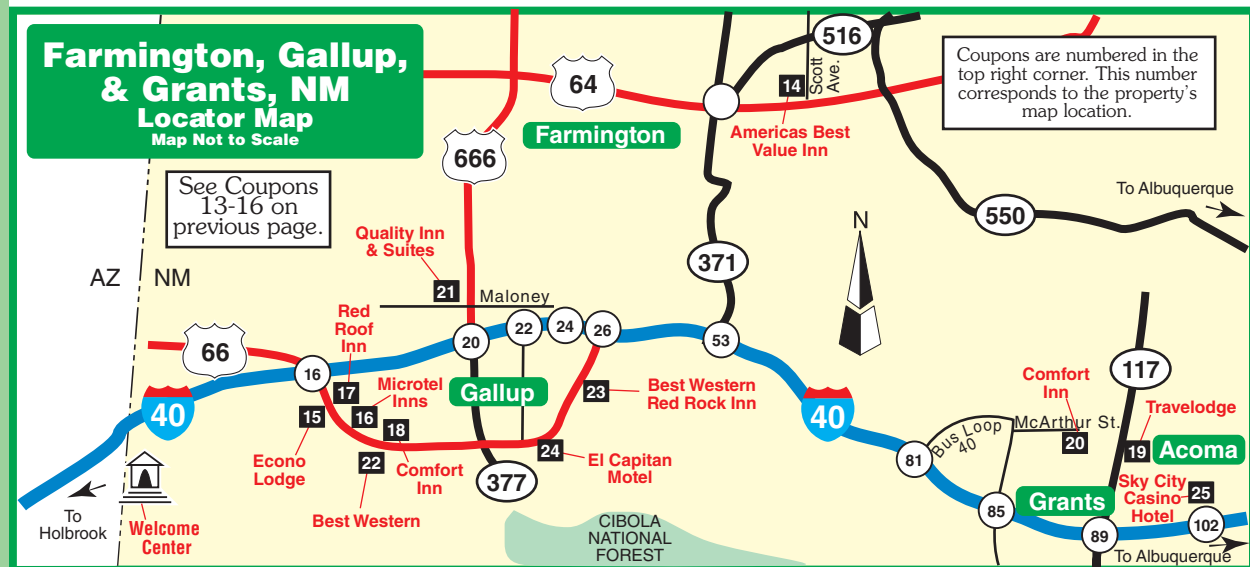 Farmington, Gallup,
& Grants, NM
Locator Map
Map Not to Scale
64
516
Scott
Ave.
Coupons are numbered in the
top right corner. This number
corresponds to the property's
map location.
14
Farmington
Americas Best
Value Inn
666
See Coupons
13-16 on
previous page.
To Albuquerque
550
N
Quality Inn
& Suites
371
AZ
NM
21
Maloney
Red
Roof
Inn
66
20
22
24
26
53
16
17
Microtel
Inns
Gallup
23
Best Western
Red Rock Inn
Comfort
Inn
117
40
15
16
18
40
McArthur St.
Travelodge
Bus Loop
40
20
19
Acoma
Econo
Lodge
22
Comfort
Inn
24
El Capitan
Motel
81
377
Sky City
Casino
Hotel
25
Best Western
85
Grants
89
102
To
Holbrook
Welcome
Center
CIBOLA
NATIONAL
FOREST
To Albuquerque